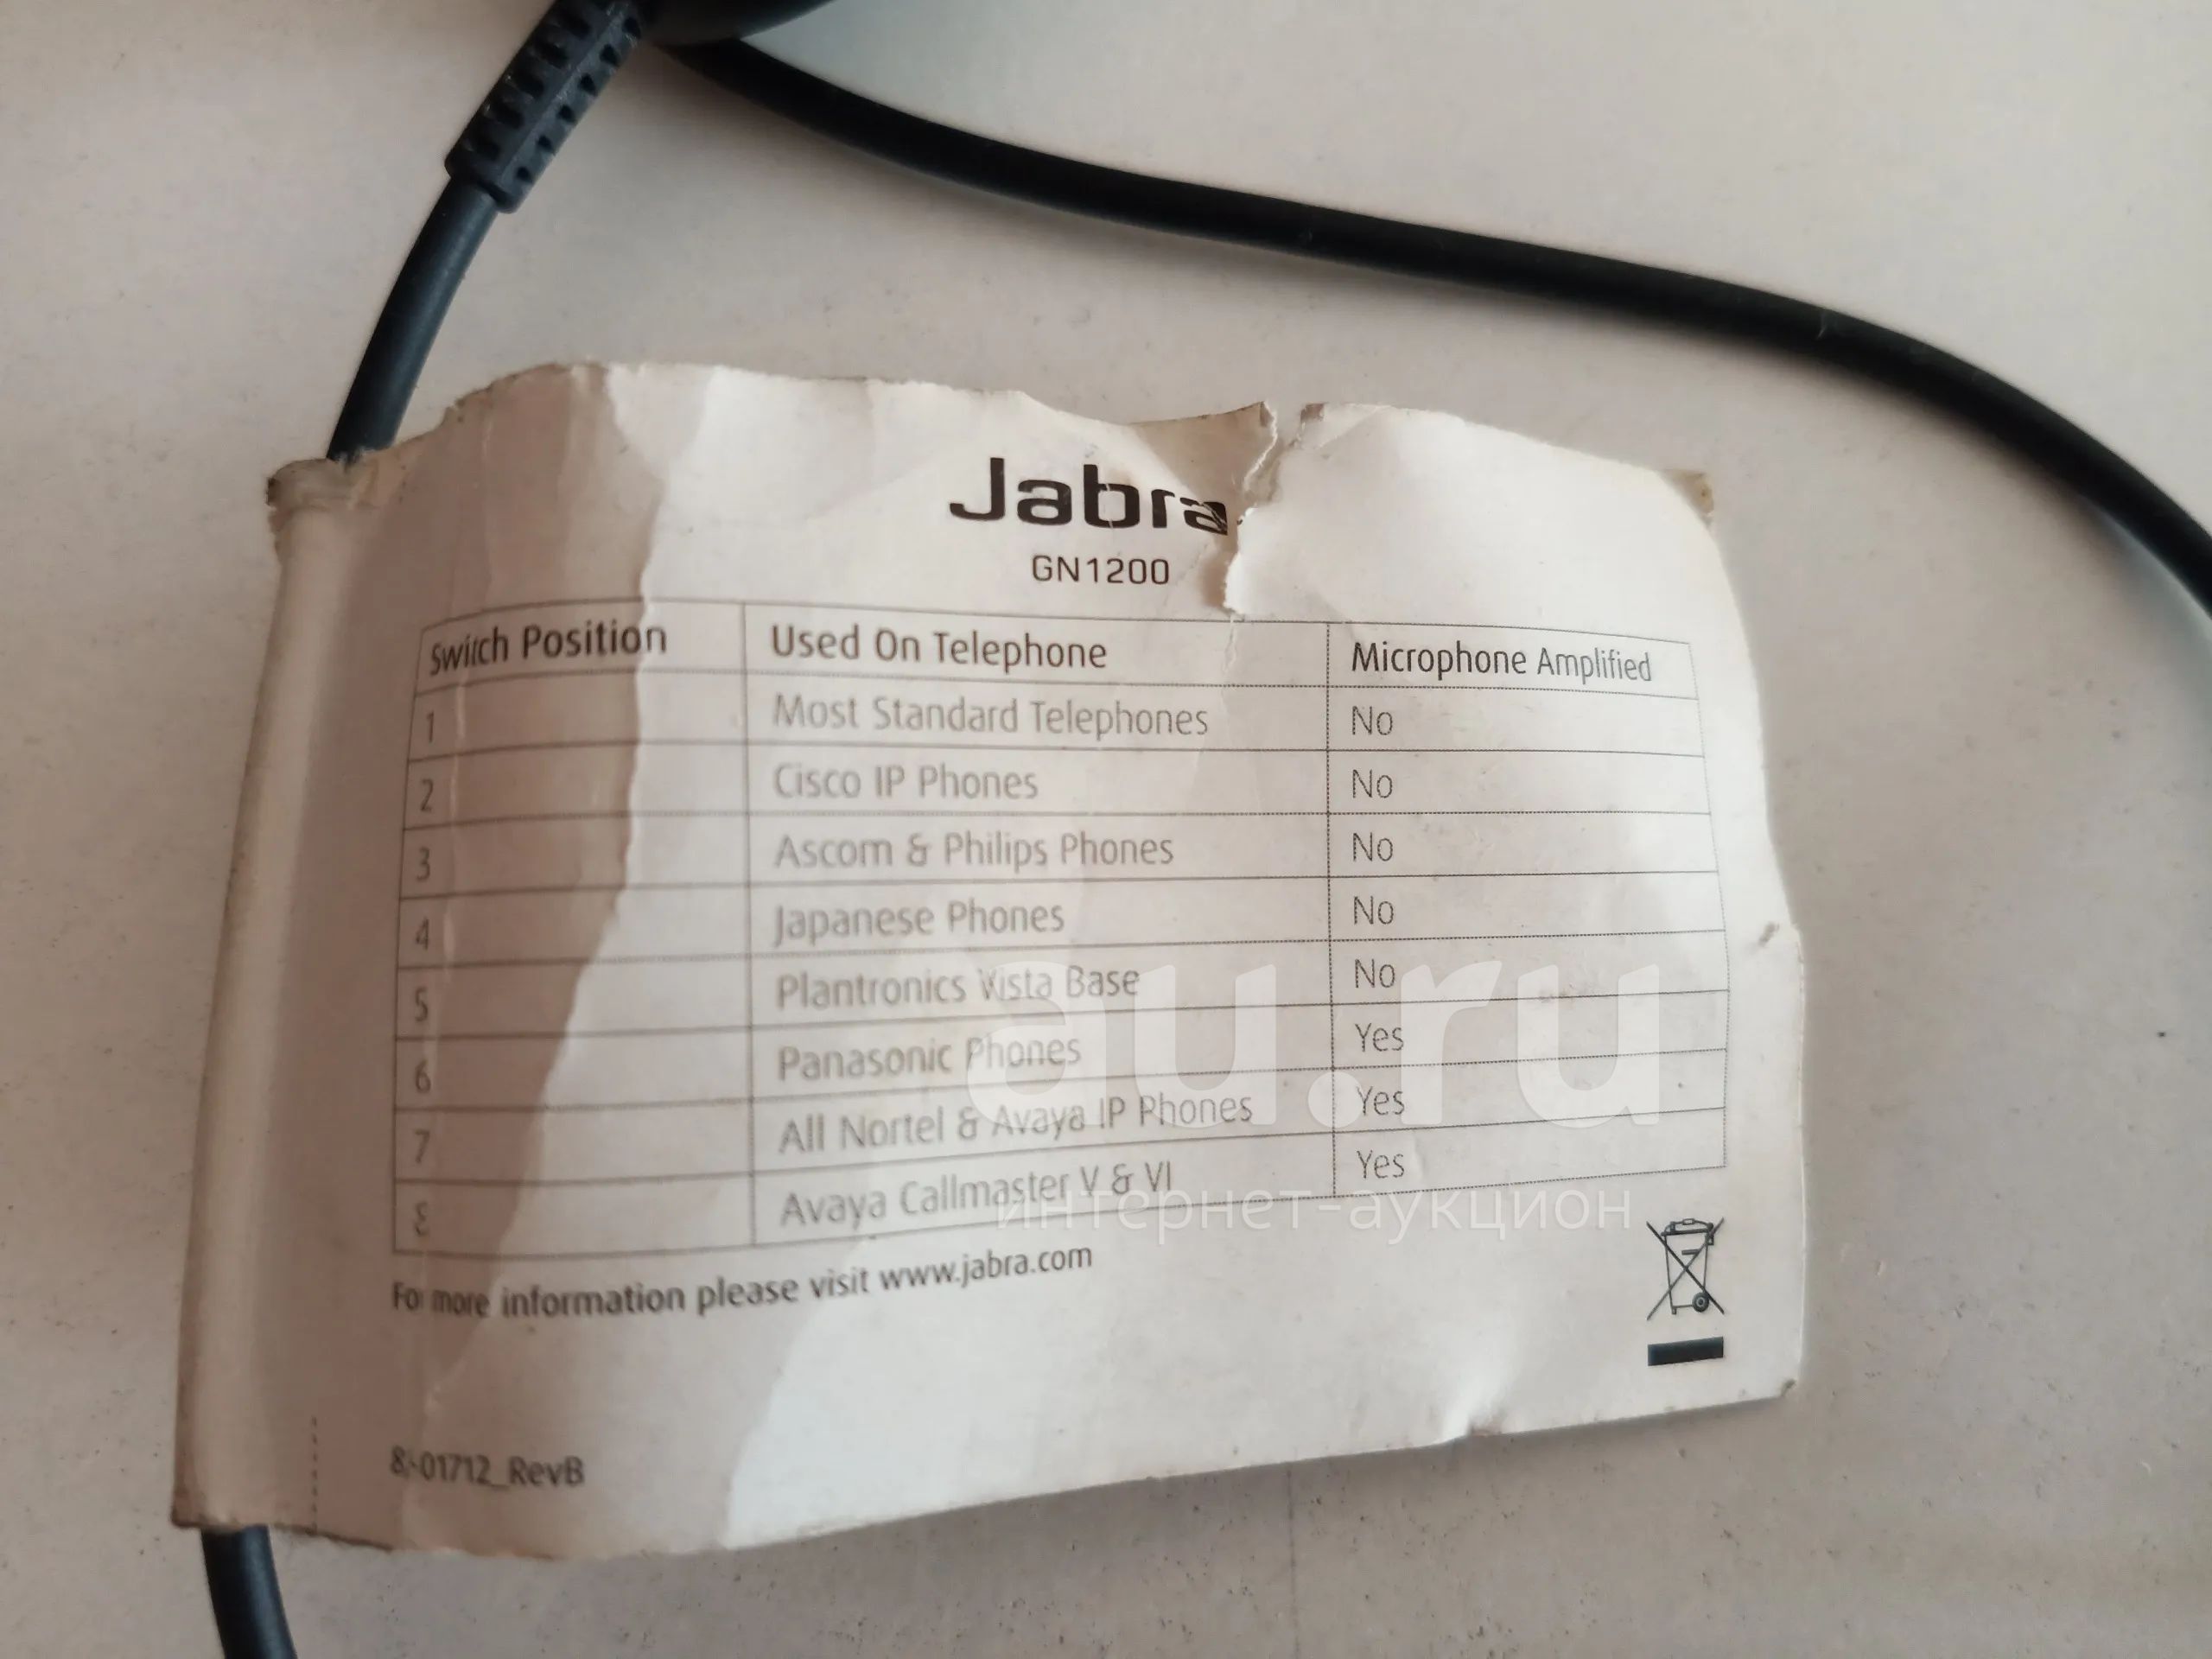 Jabra
GN1200
Switch Position Used On Telephone Microphone Amplified
1 Most Standard Telephones No
2 Cisco IP Phones No
3 Ascom & Philips Phones No
4 Japanese Phones No
5 Plantronics Vista Base No
6 Panasonic Phones Yes
7 All Nortel & Avaya IP Phones Yes
8 Avaya Callmaster V & VI Yes
For more information please visit www.jabra.com
au.ru
интернет-аукцион